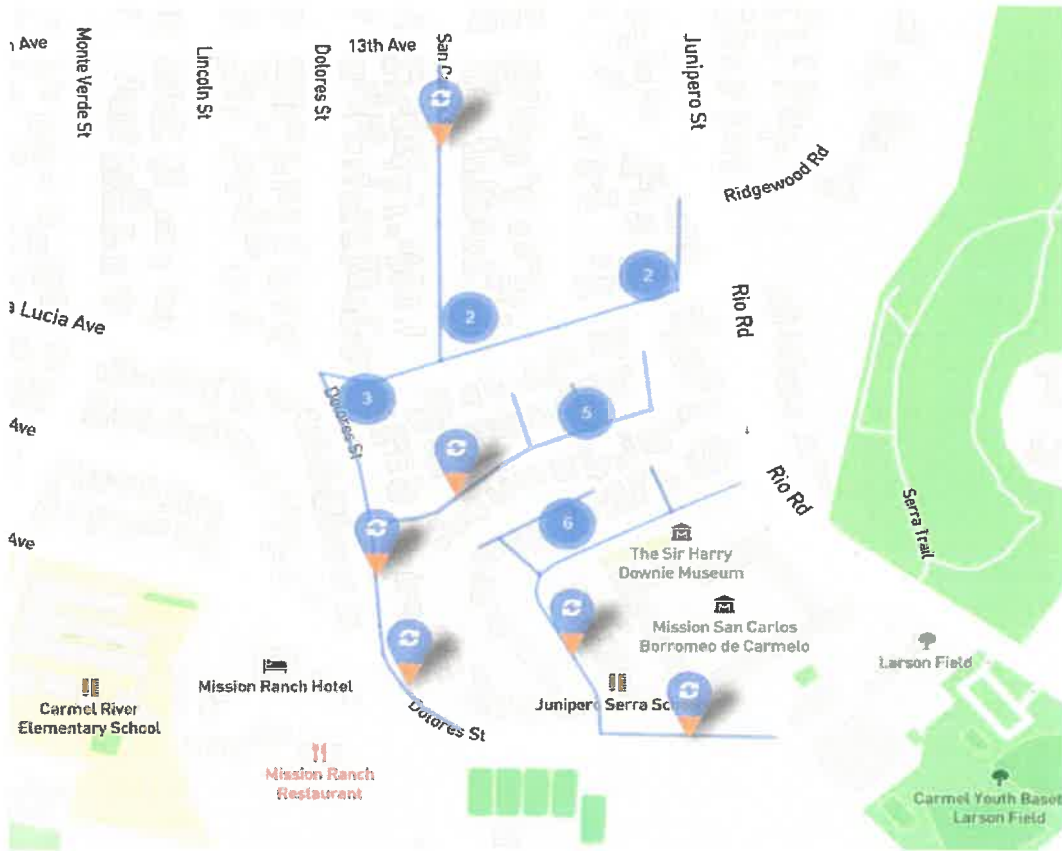 Ave
Monte Verde St
Lincoln St
Dolores St
13th Ave
San
Junipero St
Ridgewood Rd
2
2
Rio Rd
a Lucia Ave
3
Dolores St
5
Ave
Rio Rd
6
Serra Trail
Ave
The Sir Harry
Downie Museum
Mission San Carlos
Borromeo de Carmelo
Larson Field
Mission Ranch Hotel
Junipero Serra Sc
Carmel River
Elementary School
Dolores St
Mission Ranch
Restaurant
Carmel Youth Base
Larson Field